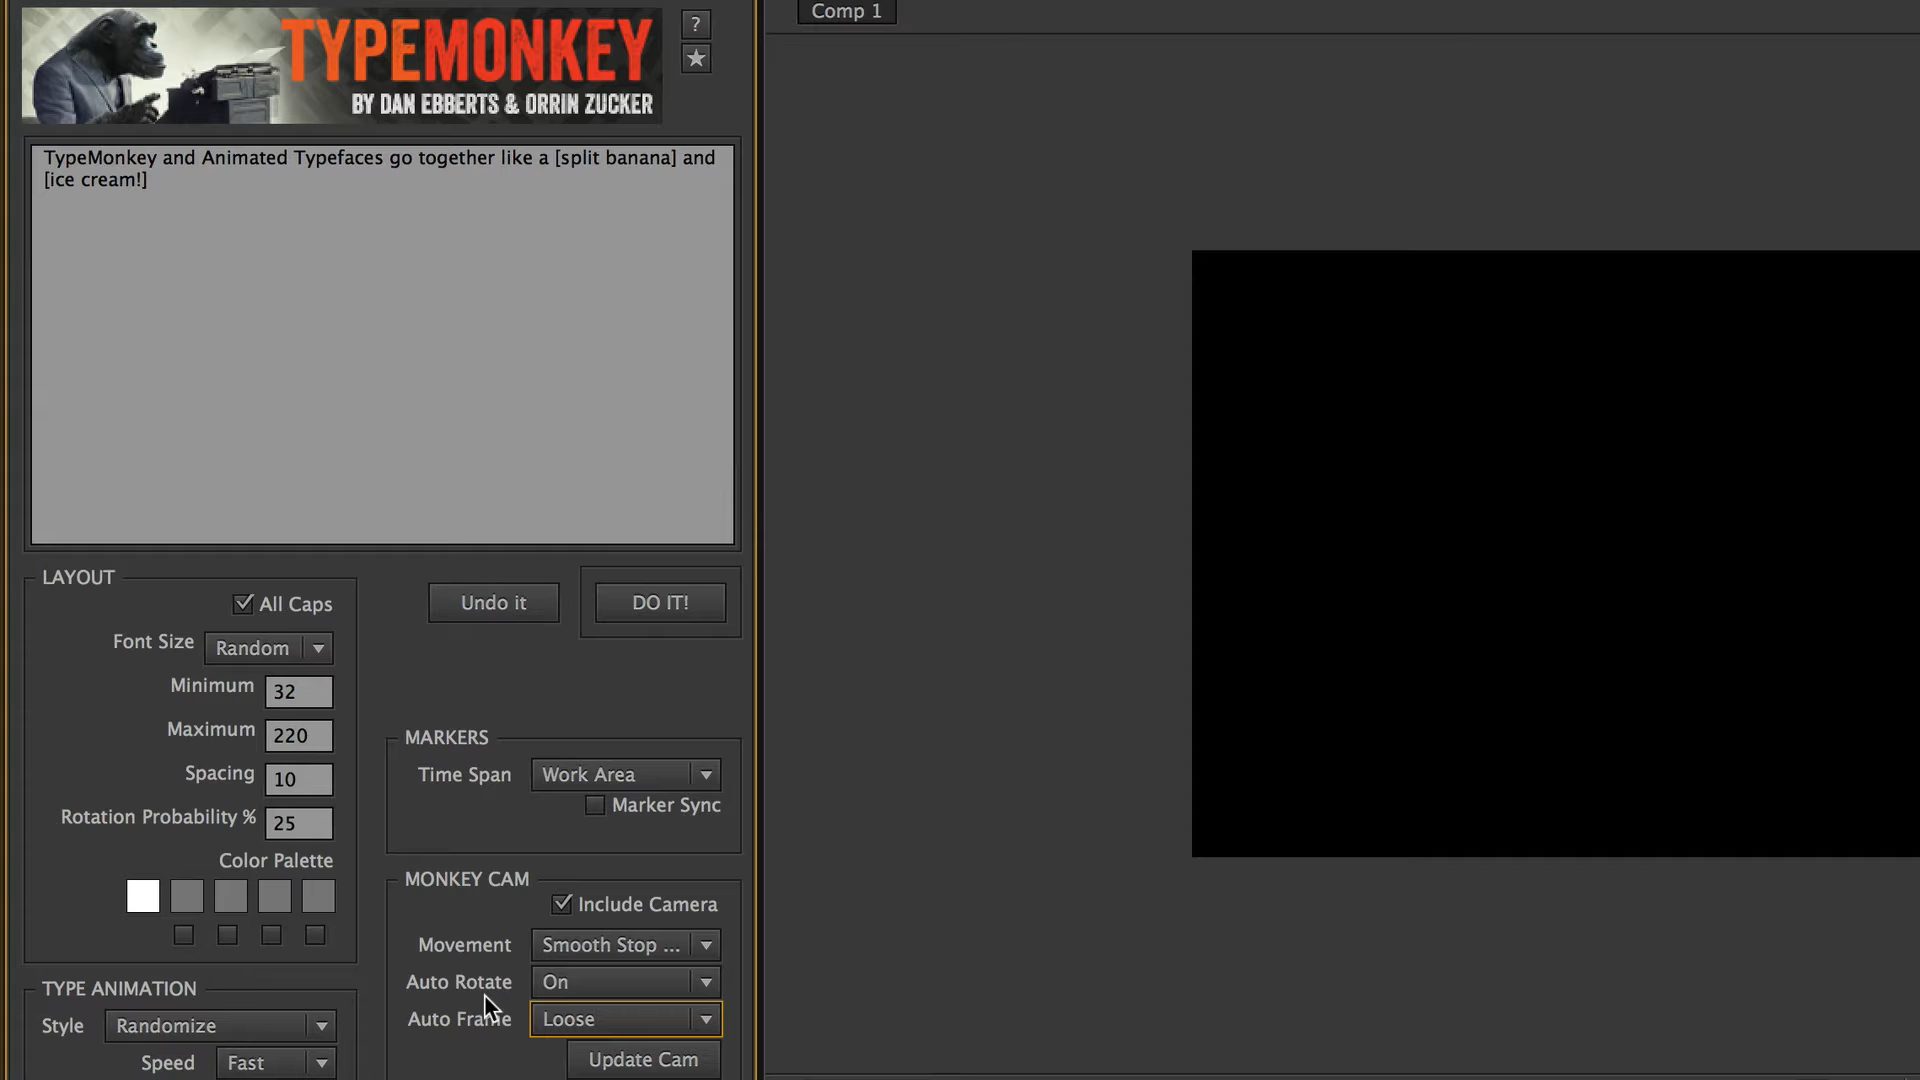 Comp 1
?
TYPEMONKEY
BY DAN EBBERTS & ORRIN ZUCKER
TypeMonkey and Animated Typefaces go together like a [split banana] and
[ice cream!]
LAYOUT
All Caps
Font Size Random
Minimum 32
Maximum 220
Spacing 10
Rotation Probability % 25
Color Palette
TYPE ANIMATION
Style Randomize
Speed Fast
Undo it DO IT!
MARKERS
Time Span Work Area
Marker Sync
MONKEY CAM
Include Camera
Movement Smooth Stop ...
Auto Rotate On
Auto Frame Loose
Update Cam